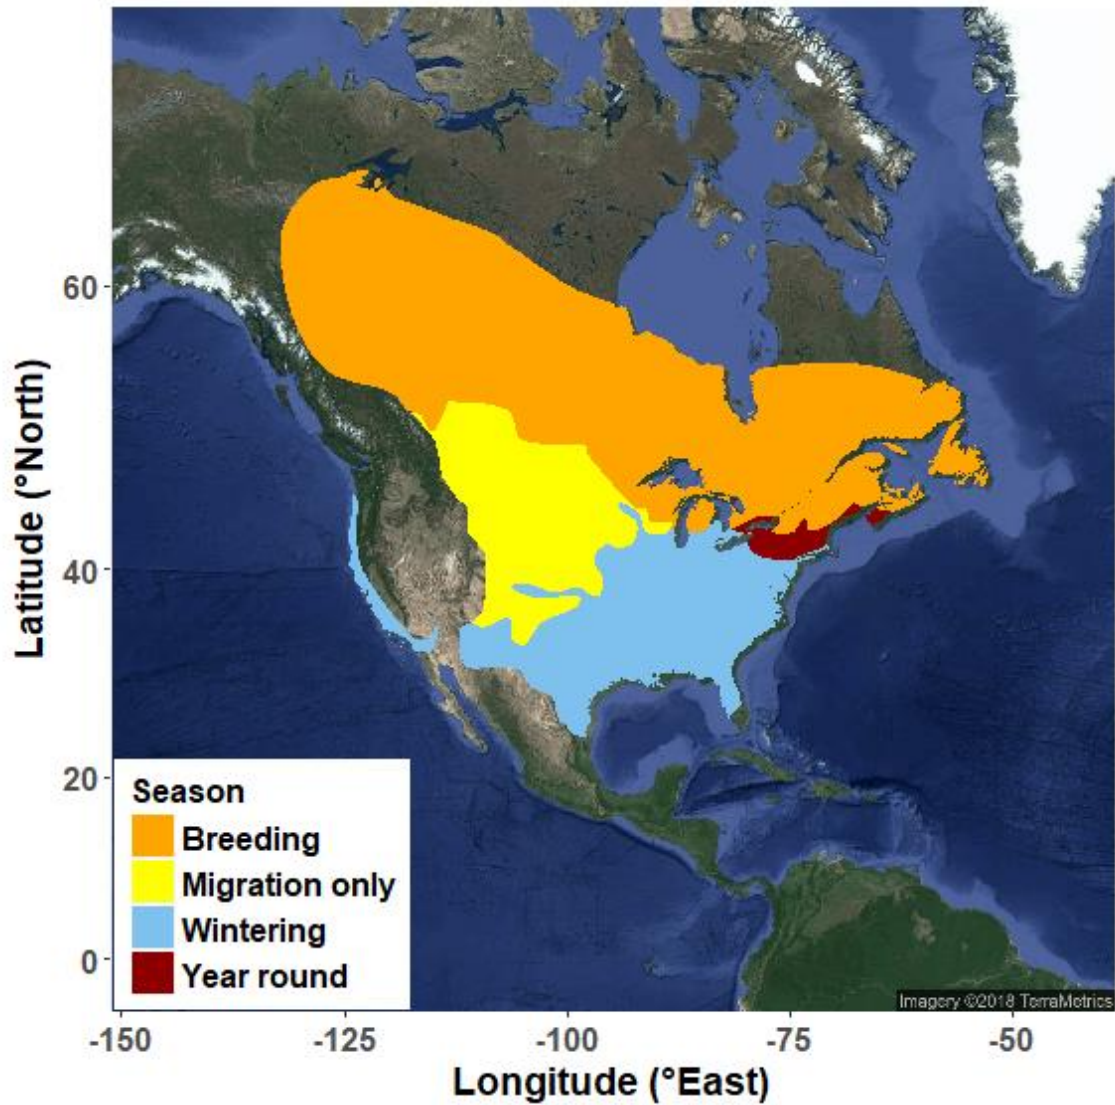 Latitude (°North)
60
40
20
0
Season
Breeding
Migration only
Wintering
Year round
Imagery ©2018 TerraMetrics
-150
-125
-100
-75
-50
Longitude (°East)